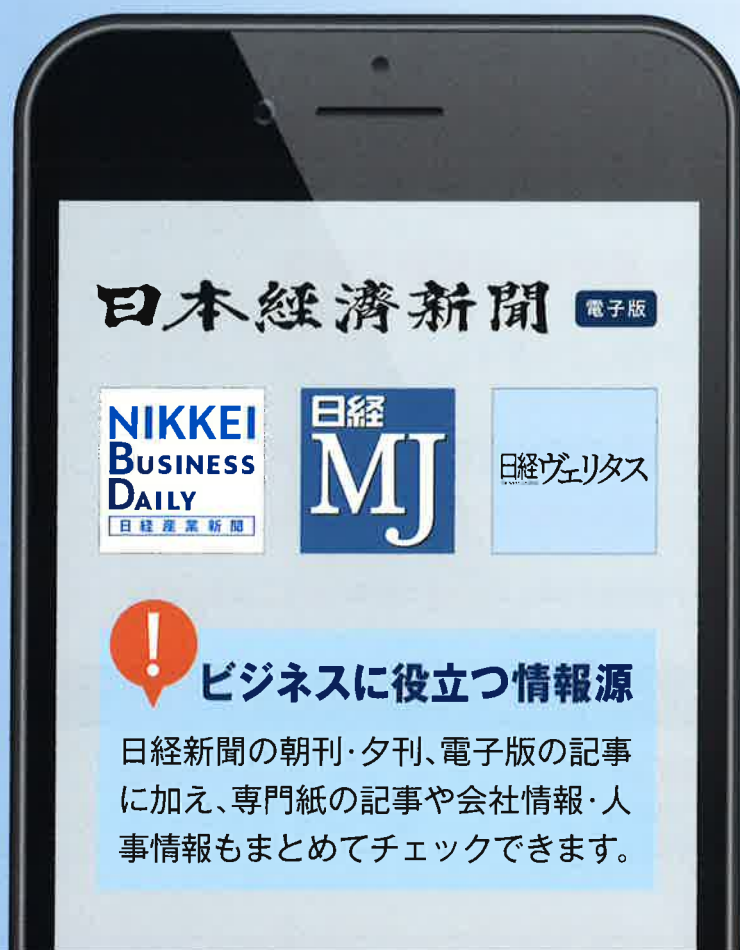 日本経済新聞 電子版
NIKKEI
BUSINESS
DAILY
日経産業新聞
日経
MJ
日経ヴェリタス
!
ビジネスに役立つ情報源
日経新聞の朝刊・夕刊、電子版の記事
に加え、専門紙の記事や会社情報・人
事情報もまとめてチェックできます。